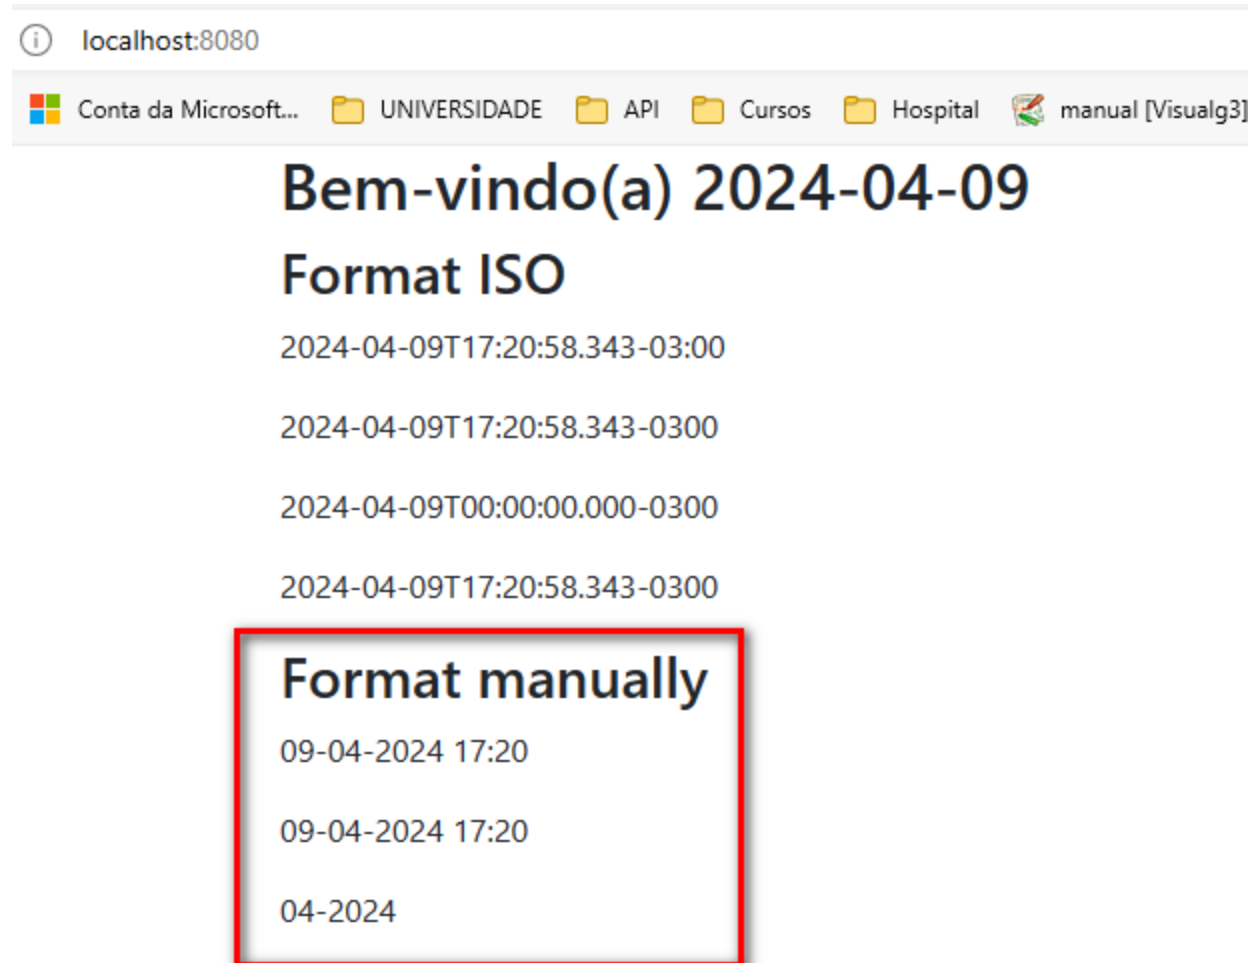 localhost:8080
Conta da Microsoft... UNIVERSIDADE API Cursos Hospital manual [Visualg3]
Bem-vindo(a) 2024-04-09
Format ISO
2024-04-09T17:20:58.343-03:00
2024-04-09T17:20:58.343-0300
2024-04-09T00:00:00.000-0300
2024-04-09T17:20:58.343-0300
Format manually
09-04-2024 17:20
09-04-2024 17:20
04-2024